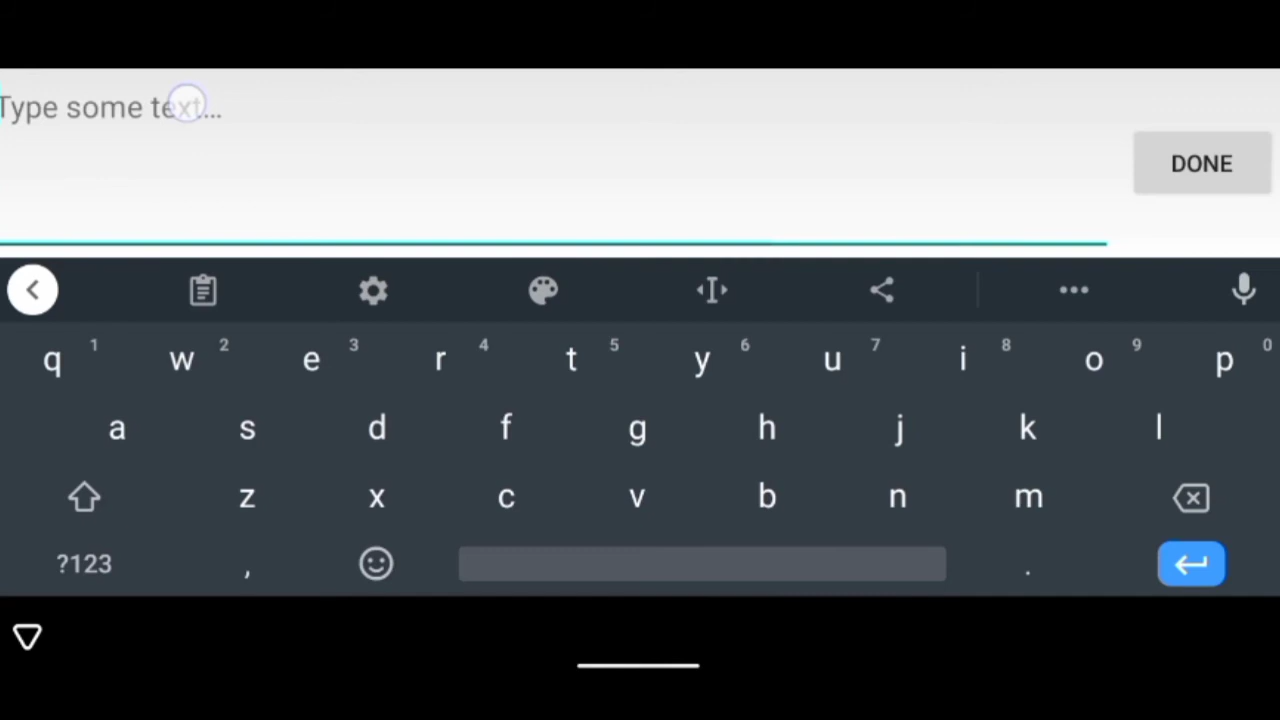 Type some text...
DONE
q 1 w 2 e 3 r 4 t 5 y 6 u 7 i 8 o 9 p 0
a s d f g h j k l
z x c v b n m
?123 , .